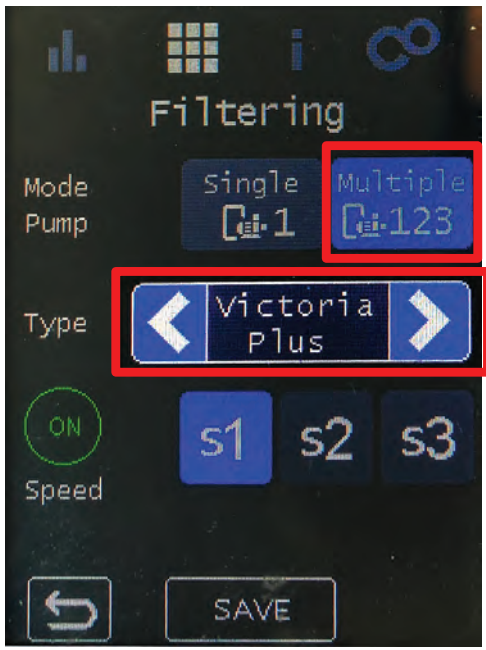 i
Filtering
Mode
Pump
Single
1
Multiple
123
Type
Victoria
Plus
ON
Speed
s1
s2
s3
SAVE